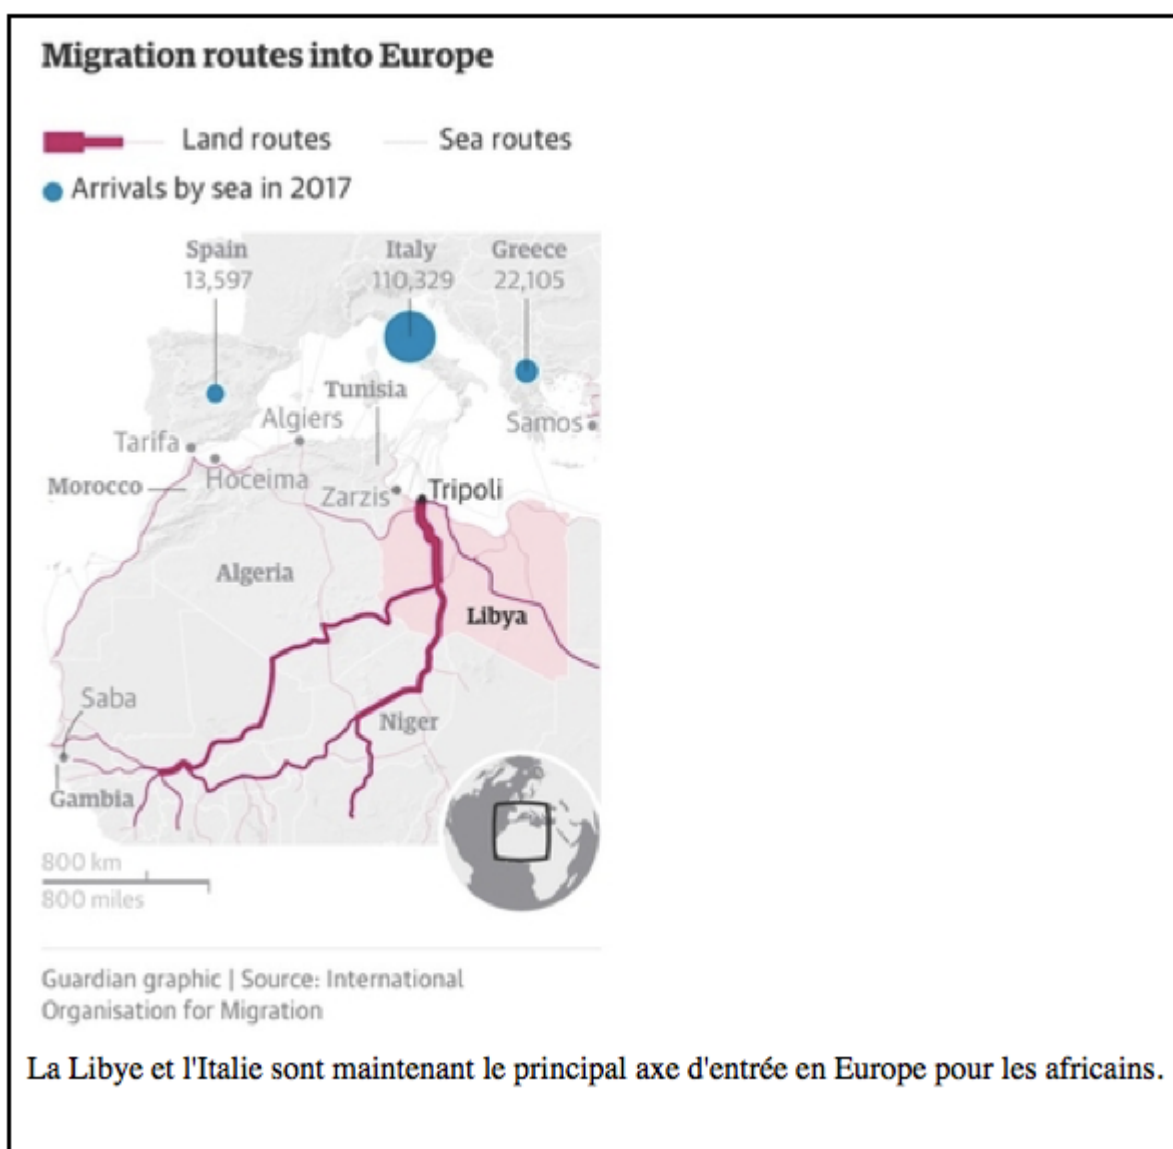 Migration routes into Europe
Land routes
Sea routes
Arrivals by sea in 2017
Spain
13,597
Italy
110,329
Greece
22,105
Tunisia
Algiers
Samos
Tarifa
Hoceima
Morocco
Zarzis
Tripoli
Algeria
Libya
Saba
Niger
Gambia
800 km
800 miles
Guardian graphic | Source: International
Organisation for Migration
La Libye et l'Italie sont maintenant le principal axe d'entrée en Europe pour les africains.